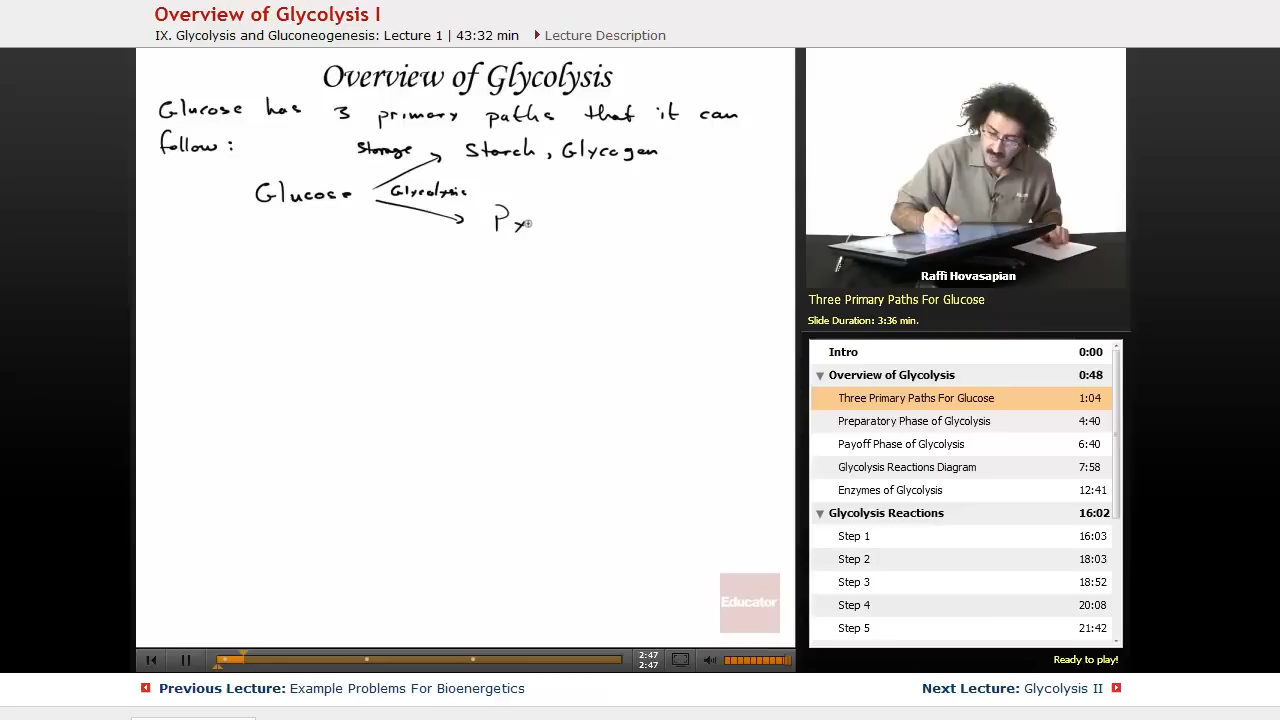 Overview of Glycolysis I
IX. Glycolysis and Gluconeogenesis: Lecture 1 | 43:32 min Lecture Description
Overview of Glycolysis
Glucose has 3 primary paths that it can
follow:
Storage Starch, Glycogen
Glucose
Glycolysis
Py
Educator
Raffi Hovasapian
Three Primary Paths For Glucose
Slide Duration: 3:36 min.
Intro 0:00
Overview of Glycolysis 0:48
Three Primary Paths For Glucose 1:04
Preparatory Phase of Glycolysis 4:40
Payoff Phase of Glycolysis 6:40
Glycolysis Reactions Diagram 7:58
Enzymes of Glycolysis 12:41
Glycolysis Reactions 16:02
Step 1 16:03
Step 2 18:03
Step 3 18:52
Step 4 20:08
Step 5 21:42
2:47
2:47
Ready to play!
Previous Lecture: Example Problems For Bioenergetics
Next Lecture: Glycolysis II